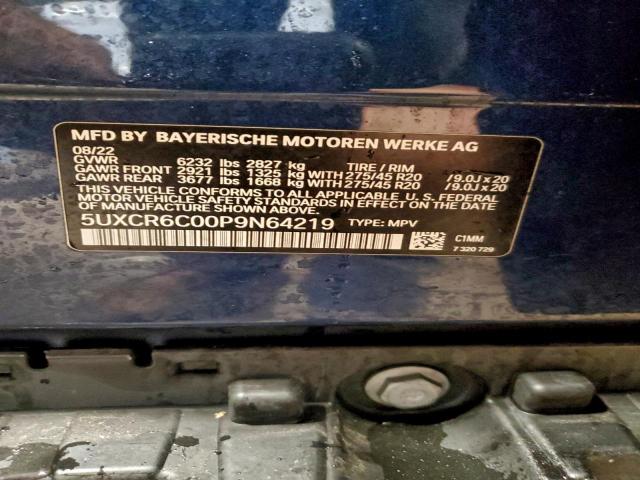 MFD BY BAYERISCHE MOTOREN WERKE AG
08/22
GVWR 6232 lbs 2827 kg TIRE / RIM
GAWR FRONT 2921 lbs 1325 kg WITH 275/45 R20 / 9.0J x 20
GAWR REAR 3677 lbs 1668 kg WITH 275/45 R20 / 9.0J x 20
THIS VEHICLE CONFORMS TO ALL APPLICABLE U. S. FEDERAL
MOTOR VEHICLE SAFETY STANDARDS IN EFFECT ON THE DATE
OF MANUFACTURE SHOWN ABOVE.
5UXCR6C00P9N64219 TYPE: MPV
C1MM
7 320 729